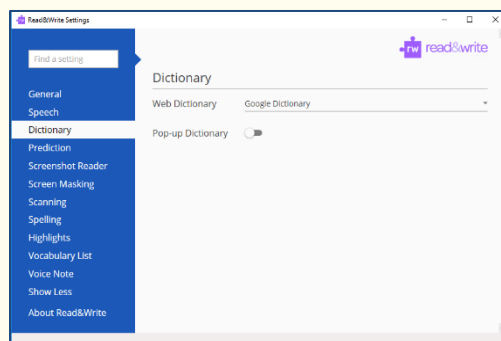 Read&Write Settings
rw read&write
Find a setting
General
Speech
Dictionary
Prediction
Screenshot Reader
Screen Masking
Scanning
Spelling
Highlights
Vocabulary List
Voice Note
Show Less
About Read&Write
Dictionary
Web Dictionary Google Dictionary
Pop-up Dictionary